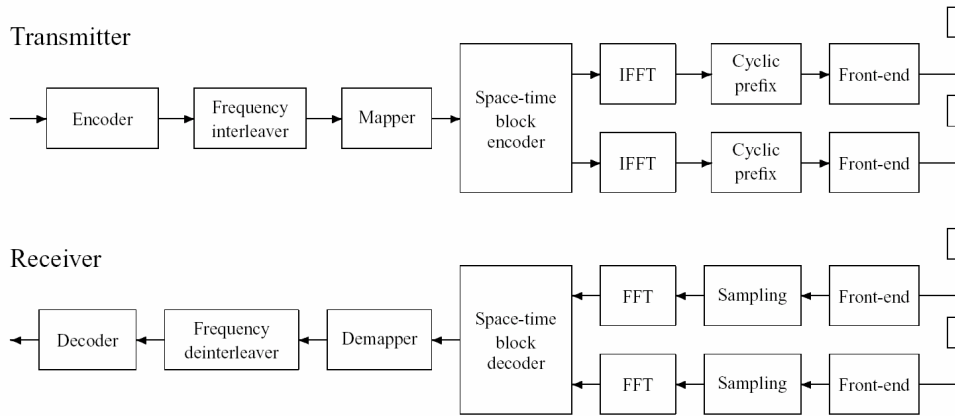 Transmitter
Encoder
Frequency
interleaver
Mapper
Space-time
block
encoder
IFFT
Cyclic
prefix
Front-end
IFFT
Cyclic
prefix
Front-end
Receiver
Decoder
Frequency
deinterleaver
Demapper
Space-time
block
decoder
FFT
Sampling
Front-end
FFT
Sampling
Front-end